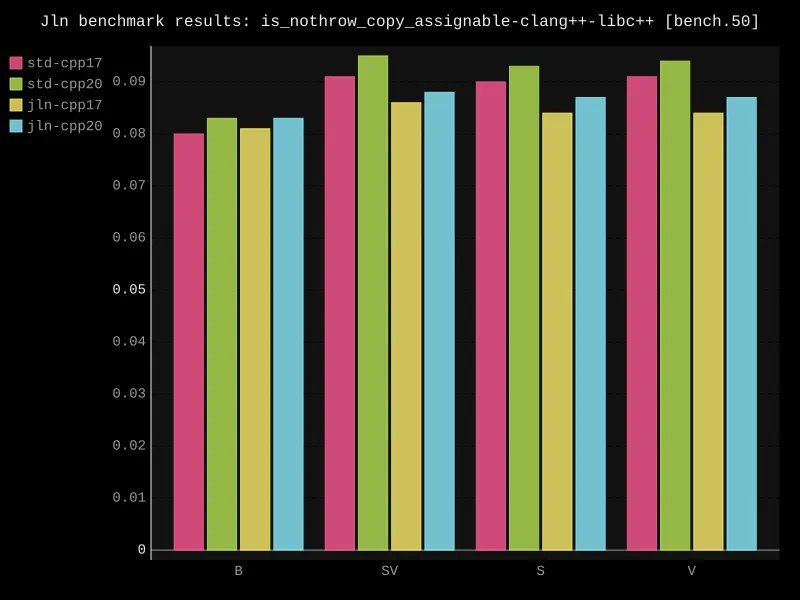 Jln benchmark results: is_nothrow_copy_assignable-clang++-libc++ [bench.50]
std-cpp17
std-cpp20
jln-cpp17
jln-cpp20
0.09
0.08
0.07
0.06
0.05
0.04
0.03
0.02
0.01
0
B SV S V